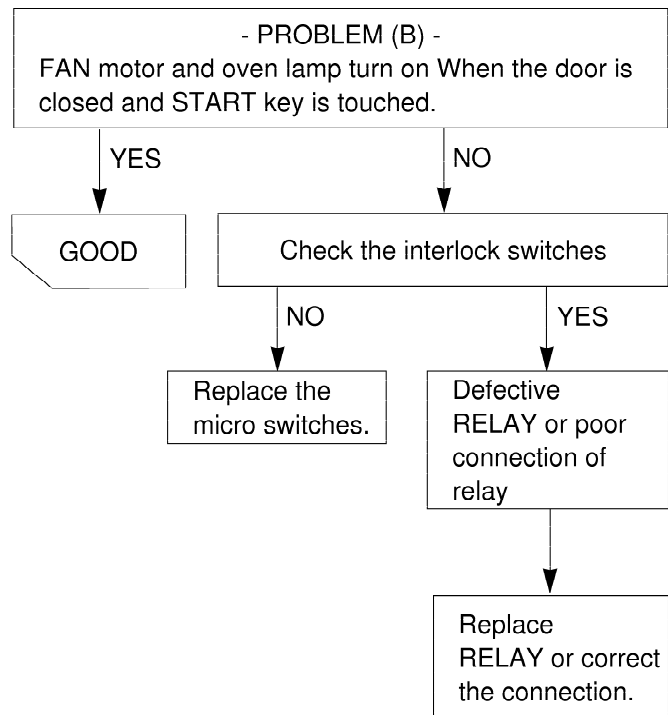 - PROBLEM (B) -
FAN motor and oven lamp turn on When the door is
closed and START key is touched.
YES
NO
GOOD
Check the interlock switches
NO
YES
Replace the
micro switches.
Defective
RELAY or poor
connection of
relay
Replace
RELAY or correct
the connection.